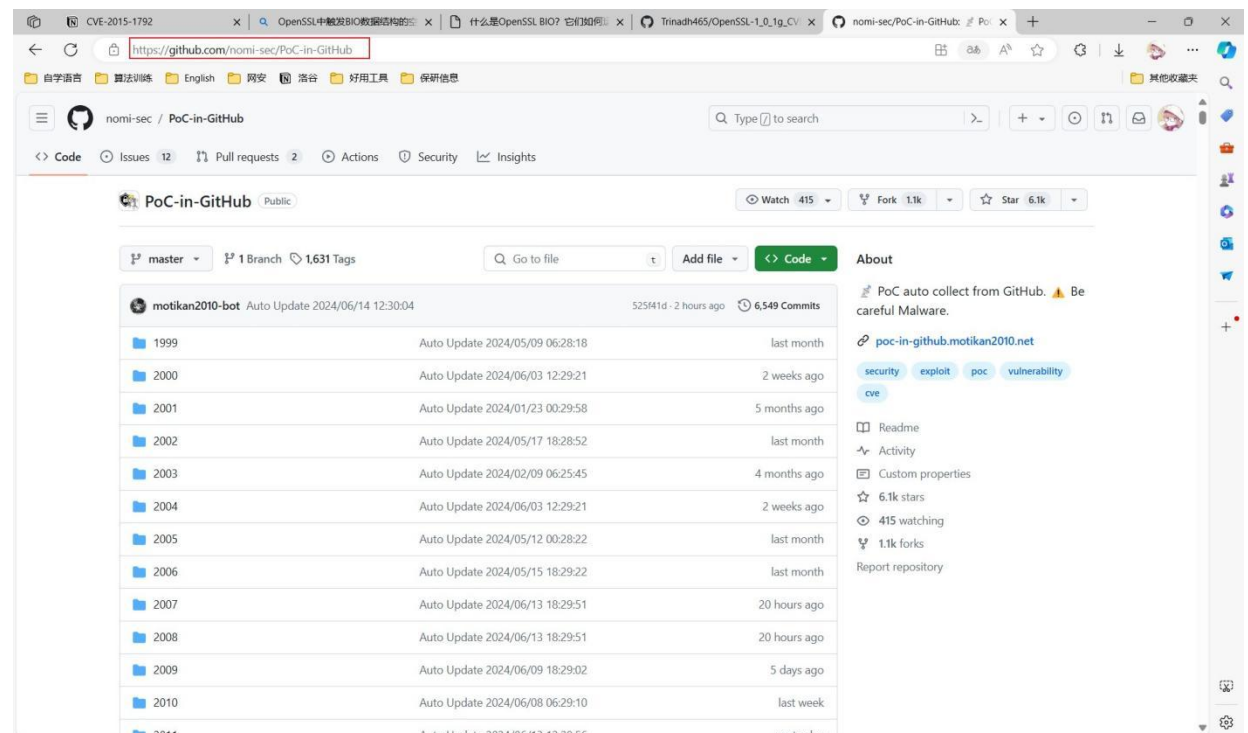 CVE-2015-1792
OpenSSL中触发BIO数据结构的
什么是OpenSSL BIO? 它们如何
Trinadh465/OpenSSL-1_0_1g_CV
nomi-sec/PoC-in-GitHub: Po
https://github.com/nomi-sec/PoC-in-GitHub
自学语言 算法训练 English 网安 洛谷 好用工具 保研信息 其他收藏夹
nomi-sec / PoC-in-GitHub
Type / to search
Code Issues 12 Pull requests 2 Actions Security Insights
PoC-in-GitHub Public
Watch 415 Fork 1.1k Star 6.1k
master 1 Branch 1,631 Tags Go to file t Add file Code
motikan2010-bot Auto Update 2024/06/14 12:30:04 525f41d · 2 hours ago 6,549 Commits
1999 Auto Update 2024/05/09 06:28:18 last month
2000 Auto Update 2024/06/03 12:29:21 2 weeks ago
2001 Auto Update 2024/01/23 00:29:58 5 months ago
2002 Auto Update 2024/05/17 18:28:52 last month
2003 Auto Update 2024/02/09 06:25:45 4 months ago
2004 Auto Update 2024/06/03 12:29:21 2 weeks ago
2005 Auto Update 2024/05/12 00:28:22 last month
2006 Auto Update 2024/05/15 18:29:22 last month
2007 Auto Update 2024/06/13 18:29:51 20 hours ago
2008 Auto Update 2024/06/13 18:29:51 20 hours ago
2009 Auto Update 2024/06/09 18:29:02 5 days ago
2010 Auto Update 2024/06/08 06:29:10 last week
About
PoC auto collect from GitHub. ⚠️ Be
careful Malware.
poc-in-github.motikan2010.net
security exploit poc vulnerability
cve
Readme
Activity
Custom properties
6.1k stars
415 watching
1.1k forks
Report repository